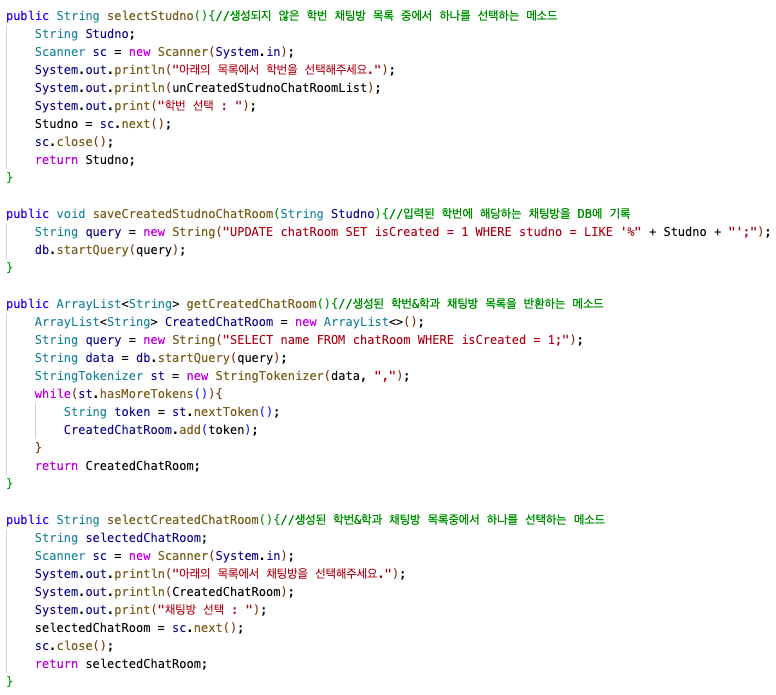 public String selectStudno(){//생성되지 않은 학번 채팅방 목록 중에서 하나를 선택하는 메소드
    String Studno;
    Scanner sc = new Scanner(System.in);
    System.out.println("아래의 목록에서 학번을 선택해주세요.");
    System.out.println(unCreatedStudnoChatRoomList);
    System.out.print("학번 선택 : ");
    Studno = sc.next();
    sc.close();
    return Studno;
}

public void saveCreatedStudnoChatRoom(String Studno){//입력된 학번에 해당하는 채팅방을 DB에 기록
    String query = new String("UPDATE chatRoom SET isCreated = 1 WHERE studno = LIKE '%" + Studno + "';");
    db.startQuery(query);
}

public ArrayList<String> getCreatedChatRoom(){//생성된 학번&학과 채팅방 목록을 반환하는 메소드
    ArrayList<String> CreatedChatRoom = new ArrayList<>();
    String query = new String("SELECT name FROM chatRoom WHERE isCreated = 1;");
    String data = db.startQuery(query);
    StringTokenizer st = new StringTokenizer(data, ",");
    while(st.hasMoreTokens()){
        String token = st.nextToken();
        CreatedChatRoom.add(token);
    }
    return CreatedChatRoom;
}

public String selectCreatedChatRoom(){//생성된 학번&학과 채팅방 목록중에서 하나를 선택하는 메소드
    String selectedChatRoom;
    Scanner sc = new Scanner(System.in);
    System.out.println("아래의 목록에서 채팅방을 선택해주세요.");
    System.out.println(CreatedChatRoom);
    System.out.print("채팅방 선택 : ");
    selectedChatRoom = sc.next();
    sc.close();
    return selectedChatRoom;
}